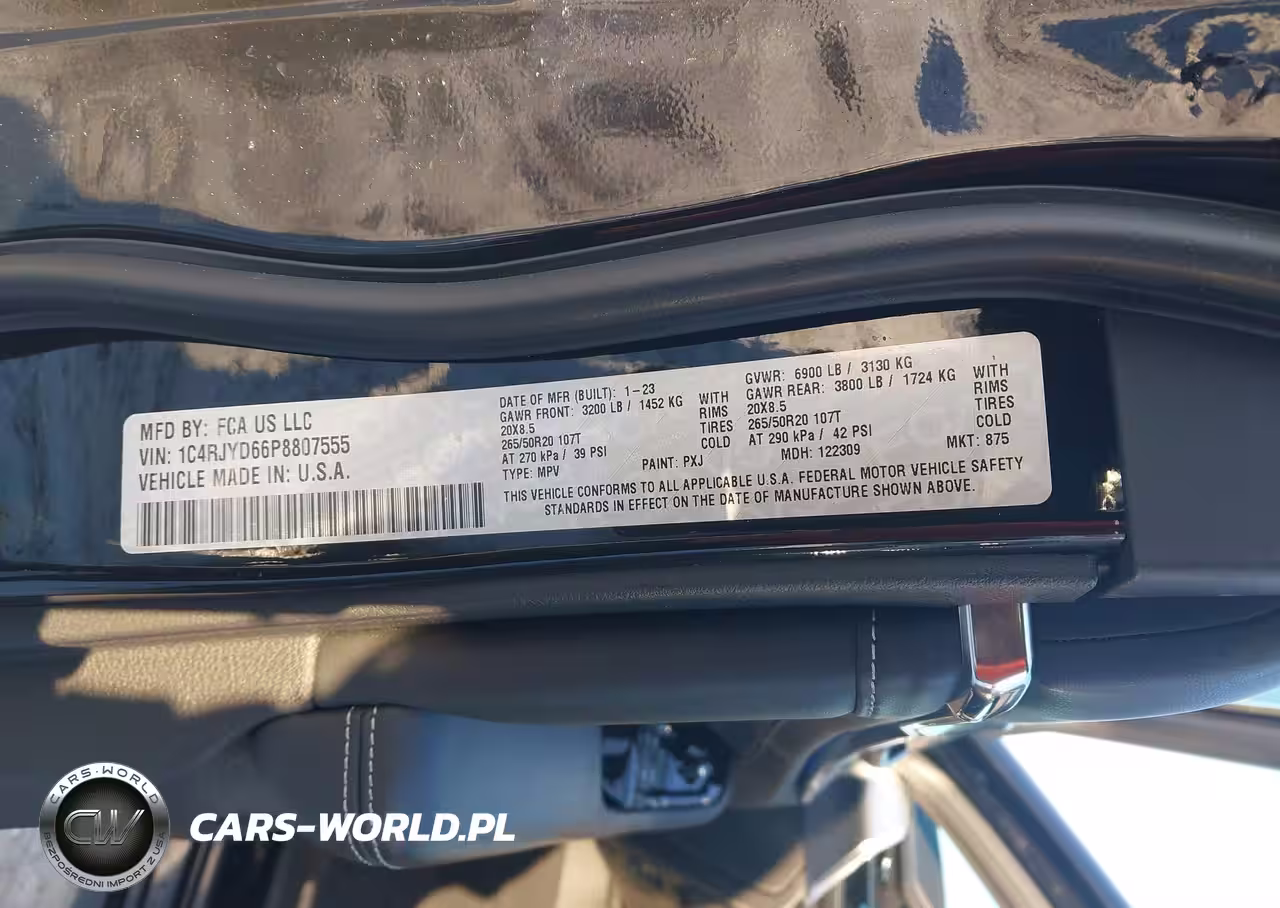 MFD BY: FCA US LLC
VIN: 1C4RJYD66P8807555
VEHICLE MADE IN: U.S.A.
DATE OF MFR (BUILT): 1-23
GAWR FRONT: 3200 LB / 1452 KG WITH
20X8.5 RIMS
265/50R20 107T TIRES
AT 270 kPa / 39 PSI COLD
TYPE: MPV
PAINT: PXJ
GVWR: 6900 LB / 3130 KG
GAWR REAR: 3800 LB / 1724 KG WITH
20X8.5 RIMS
265/50R20 107T TIRES
AT 290 kPa / 42 PSI COLD
MDH: 122309
MKT: 875
THIS VEHICLE CONFORMS TO ALL APPLICABLE U.S.A. FEDERAL MOTOR VEHICLE SAFETY
STANDARDS IN EFFECT ON THE DATE OF MANUFACTURE SHOWN ABOVE.
CARS-WORLD
CW
BEZPOŚREDNI IMPORT Z USA
CARS-WORLD.PL